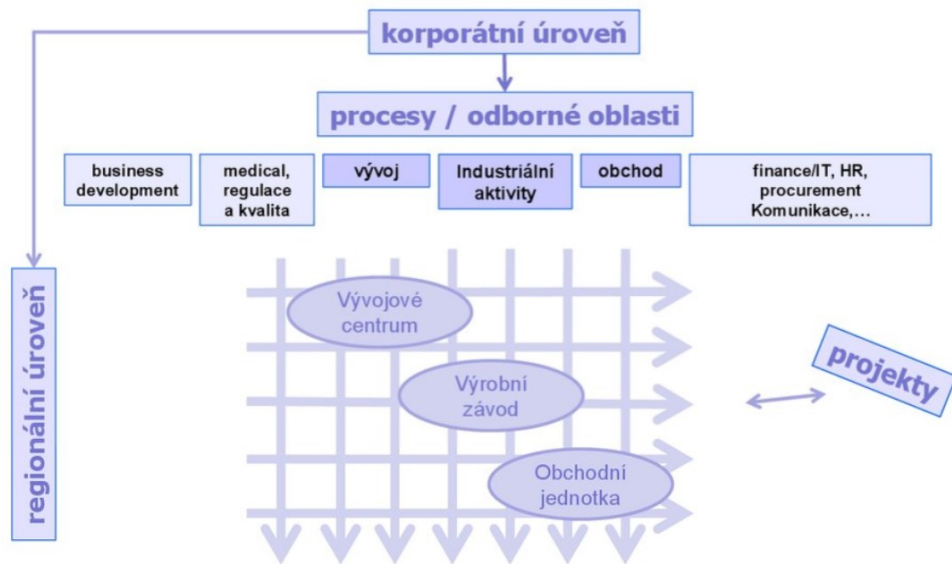 korporátní úroveň
procesy / odborné oblasti
business
development
medical,
regulace
a kvalita
vývoj
Industriální
aktivity
obchod
finance/IT, HR,
procurement
Komunikace,...
regionální úroveň
Vývojové
centrum
Výrobní
závod
Obchodní
jednotka
projekty